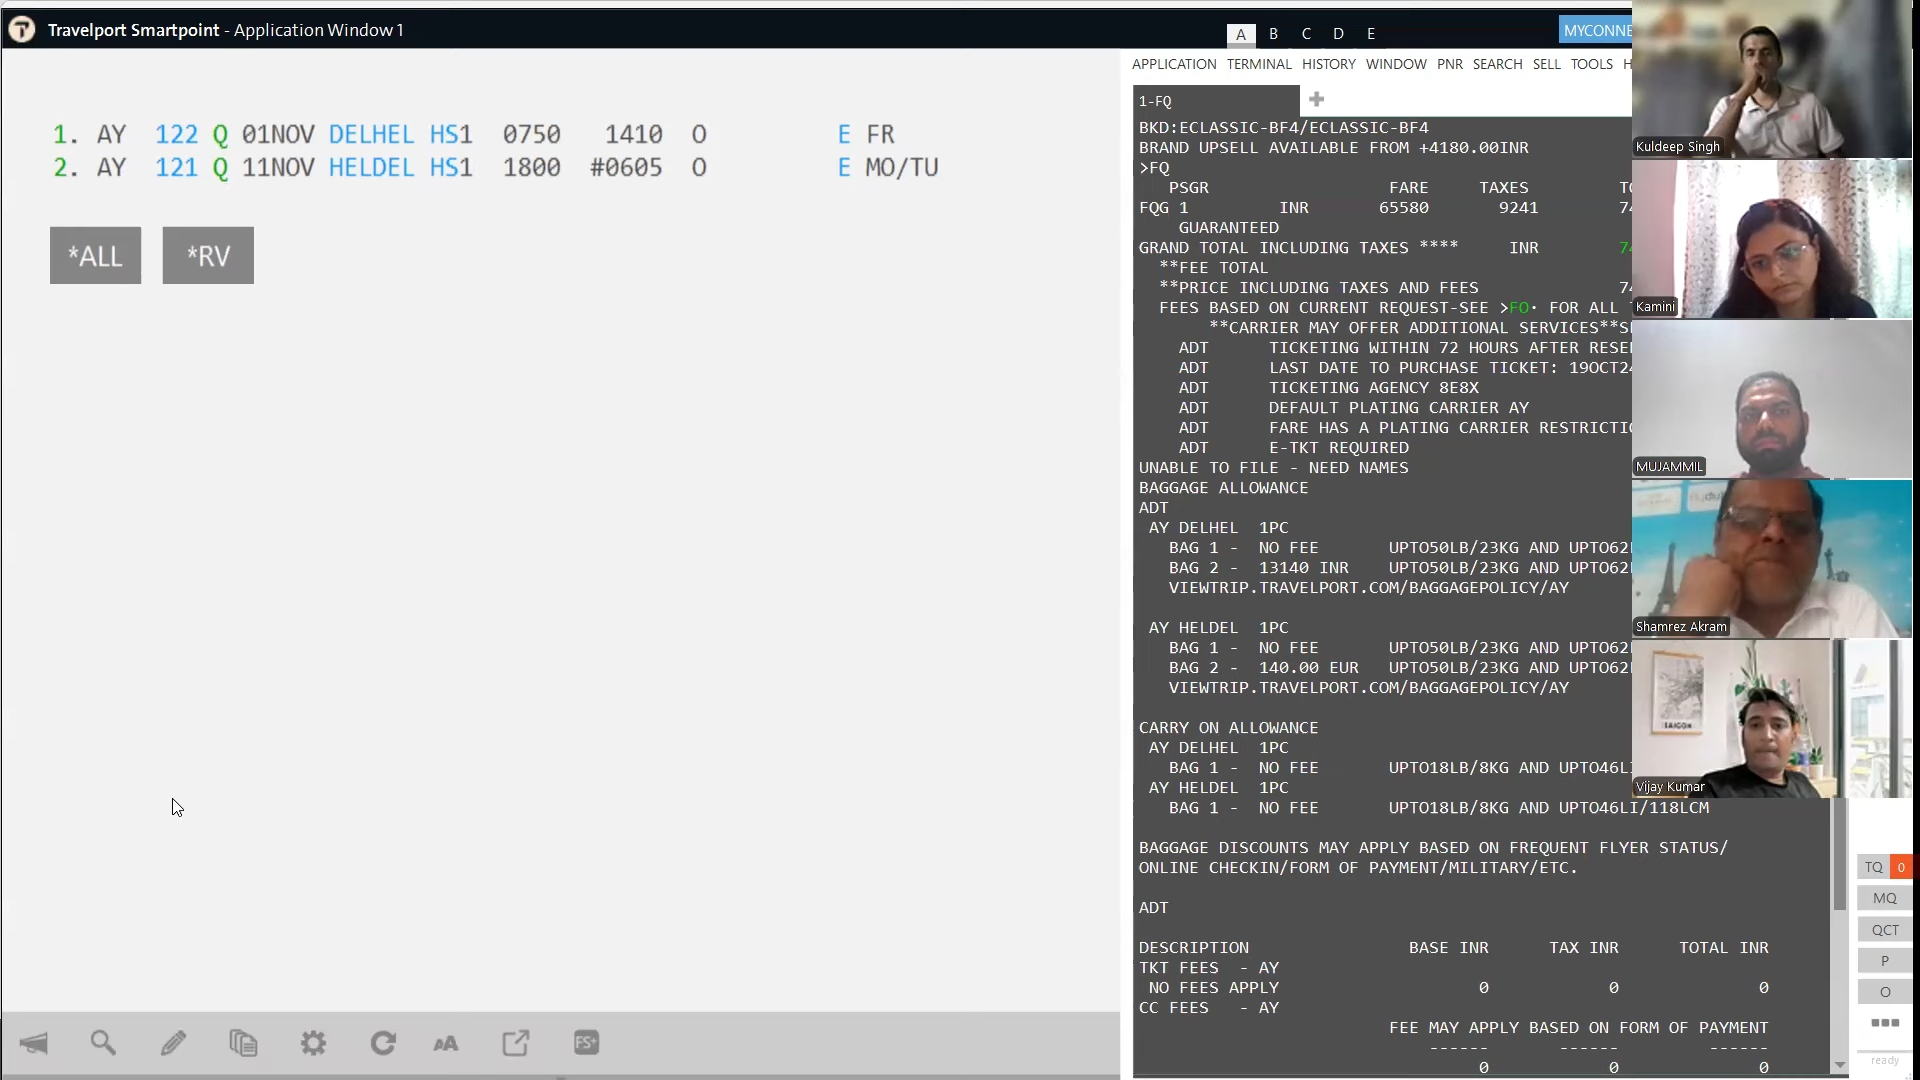 Travelport Smartpoint - Application Window 1
A B C D E
MYCONNE
1. AY 122 Q 01NOV DELHEL HS1 0750 1410 O E FR
2. AY 121 Q 11NOV HELDEL HS1 1800 #0605 O E MO/TU
*ALL *RV
FS+
APPLICATION TERMINAL HISTORY WINDOW PNR SEARCH SELL TOOLS H
1-FQ
BKD:ECLASSIC-BF4/ECLASSIC-BF4
BRAND UPSELL AVAILABLE FROM +4180.00INR
>FQ
PSGR FARE TAXES TO
FQG 1 INR 65580 9241 74
GUARANTEED
GRAND TOTAL INCLUDING TAXES **** INR 74
**FEE TOTAL
**PRICE INCLUDING TAXES AND FEES 74
FEES BASED ON CURRENT REQUEST-SEE >FO· FOR ALL
**CARRIER MAY OFFER ADDITIONAL SERVICES**S
ADT TICKETING WITHIN 72 HOURS AFTER RESE
ADT LAST DATE TO PURCHASE TICKET: 19OCT24
ADT TICKETING AGENCY 8E8X
ADT DEFAULT PLATING CARRIER AY
ADT FARE HAS A PLATING CARRIER RESTRICTIO
ADT E-TKT REQUIRED
UNABLE TO FILE - NEED NAMES
BAGGAGE ALLOWANCE
ADT
AY DELHEL 1PC
BAG 1 - NO FEE UPTO50LB/23KG AND UPTO62
BAG 2 - 13140 INR UPTO50LB/23KG AND UPTO62
VIEWTRIP.TRAVELPORT.COM/BAGGAGEPOLICY/AY
AY HELDEL 1PC
BAG 1 - NO FEE UPTO50LB/23KG AND UPTO62
BAG 2 - 140.00 EUR UPTO50LB/23KG AND UPTO62
VIEWTRIP.TRAVELPORT.COM/BAGGAGEPOLICY/AY
CARRY ON ALLOWANCE
AY DELHEL 1PC
BAG 1 - NO FEE UPTO18LB/8KG AND UPTO46L
AY HELDEL 1PC
BAG 1 - NO FEE UPTO18LB/8KG AND UPTO46LI/118LCM
BAGGAGE DISCOUNTS MAY APPLY BASED ON FREQUENT FLYER STATUS/
ONLINE CHECKIN/FORM OF PAYMENT/MILITARY/ETC.
ADT
DESCRIPTION BASE INR TAX INR TOTAL INR
TKT FEES - AY
NO FEES APPLY 0 0 0
CC FEES - AY
FEE MAY APPLY BASED ON FORM OF PAYMENT
------ ------ ------
0 0 0
Kuldeep Singh
Kamini
MUJAMMIL
Shamrez Akram
SAIGON
Vijay Kumar
TQ 0
MQ
QCT
P
O
ready